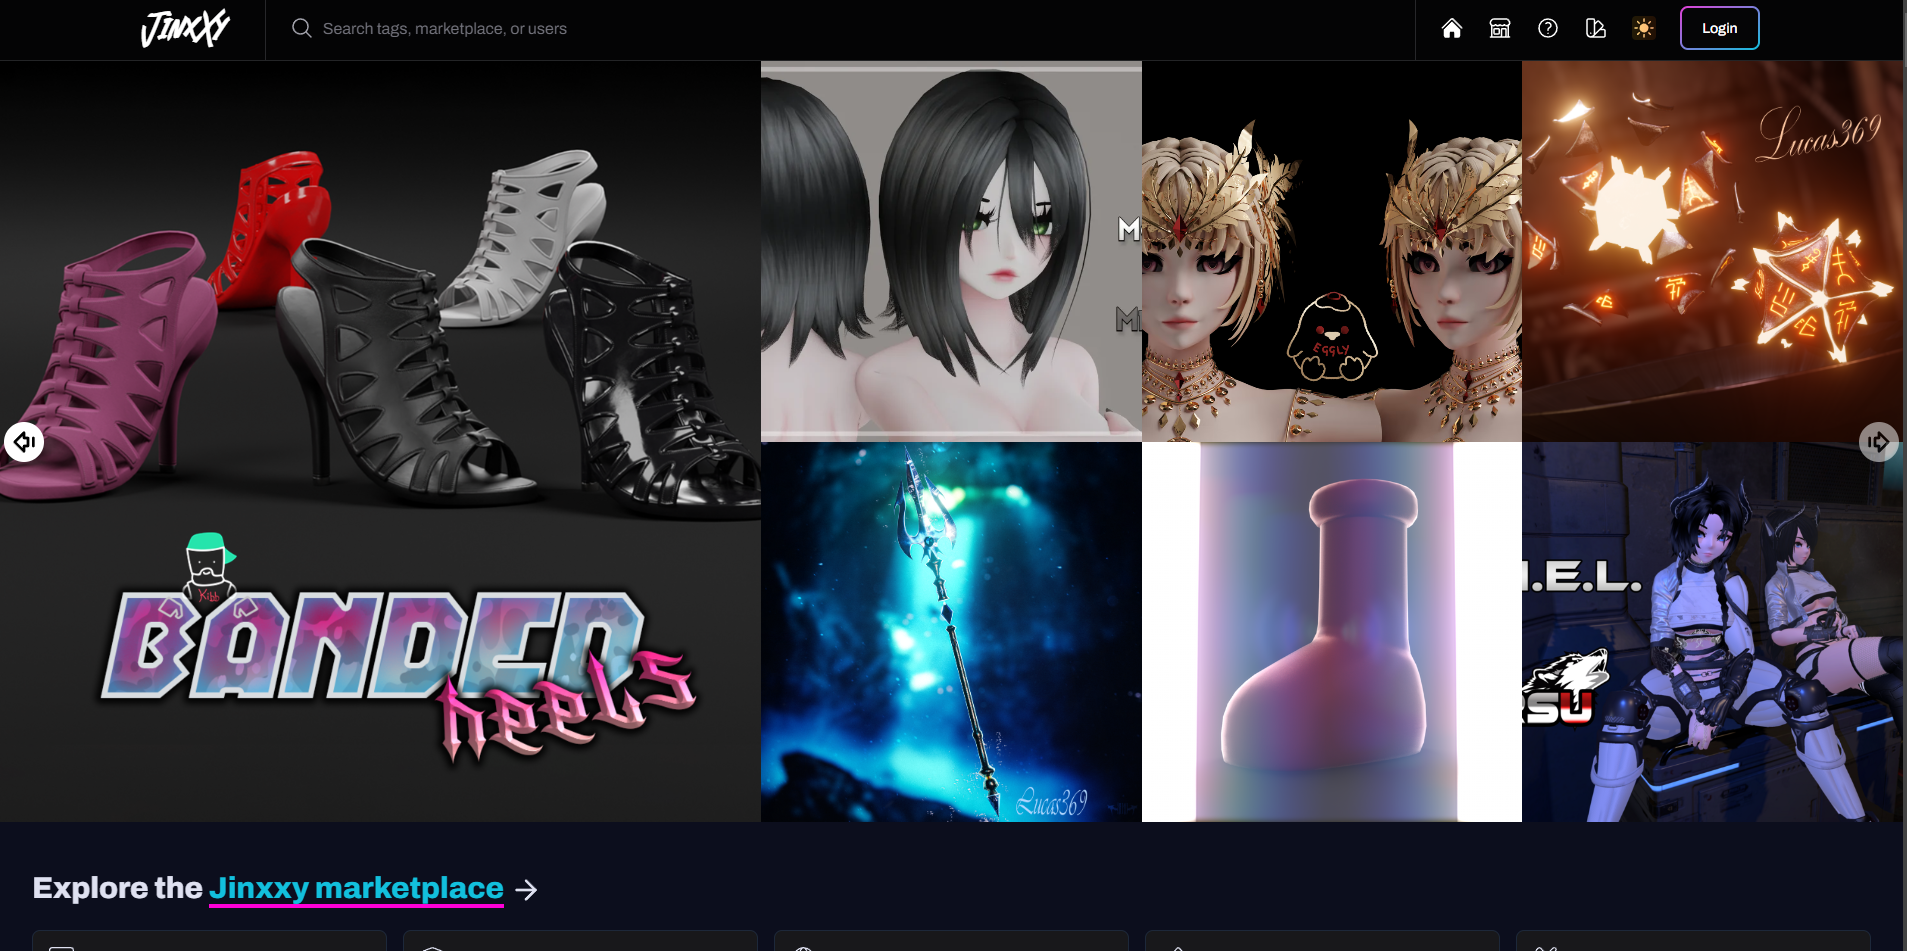 JINXXY
Search tags, marketplace, or users
Login
Kibb
BANDED
heels
M
M
EGGLY
Lucas369
Lucas369
.E.L.
SU
Explore the Jinxxy marketplace